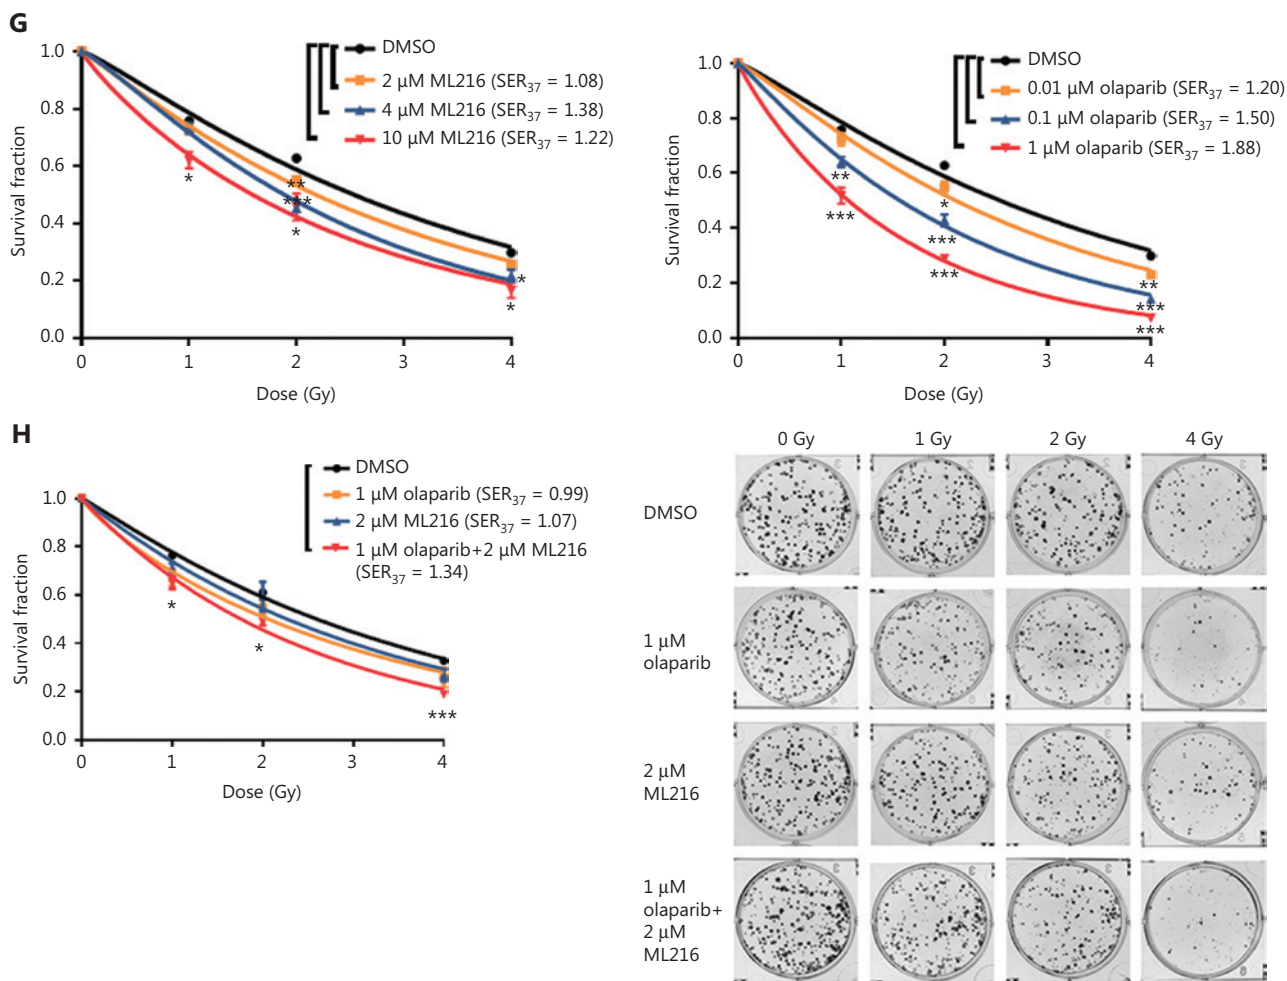 G
DMSO
2 µM ML216 (SER37 = 1.08)
4 µM ML216 (SER37 = 1.38)
10 µM ML216 (SER37 = 1.22)
1.0
0.8
0.6
0.4
0.2
0.0
Survival fraction
*
**
***
*
*
*
0
1
2
3
4
Dose (Gy)
DMSO
0.01 µM olaparib (SER37 = 1.20)
0.1 µM olaparib (SER37 = 1.50)
1 µM olaparib (SER37 = 1.88)
1.0
0.8
0.6
0.4
0.2
0.0
Survival fraction
**
***
*
***
***
**
***
***
0
1
2
3
4
Dose (Gy)
H
DMSO
1 µM olaparib (SER37 = 0.99)
2 µM ML216 (SER37 = 1.07)
1 µM olaparib+2 µM ML216
(SER37 = 1.34)
1.0
0.8
0.6
0.4
0.2
0.0
Survival fraction
*
*
***
0
1
2
3
4
Dose (Gy)
0 Gy
1 Gy
2 Gy
4 Gy
DMSO
1 µM
olaparib
2 µM
ML216
1 µM
olaparib+
2 µM
ML216